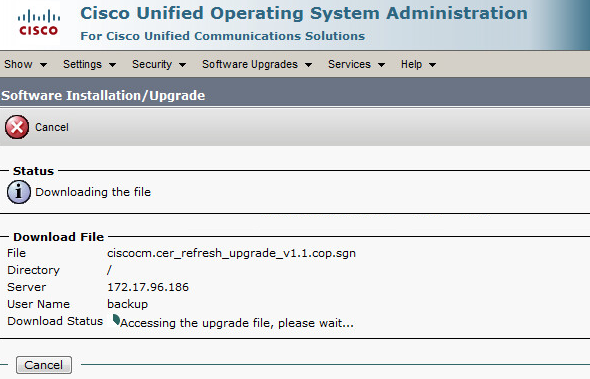 CISCO
Cisco Unified Operating System Administration
For Cisco Unified Communications Solutions
Show Settings Security Software Upgrades Services Help
Software Installation/Upgrade
Cancel
Status
Downloading the file
Download File
File ciscocm.cer_refresh_upgrade_v1.1.cop.sgn
Directory /
Server 172.17.96.186
User Name backup
Download Status Accessing the upgrade file, please wait...
Cancel